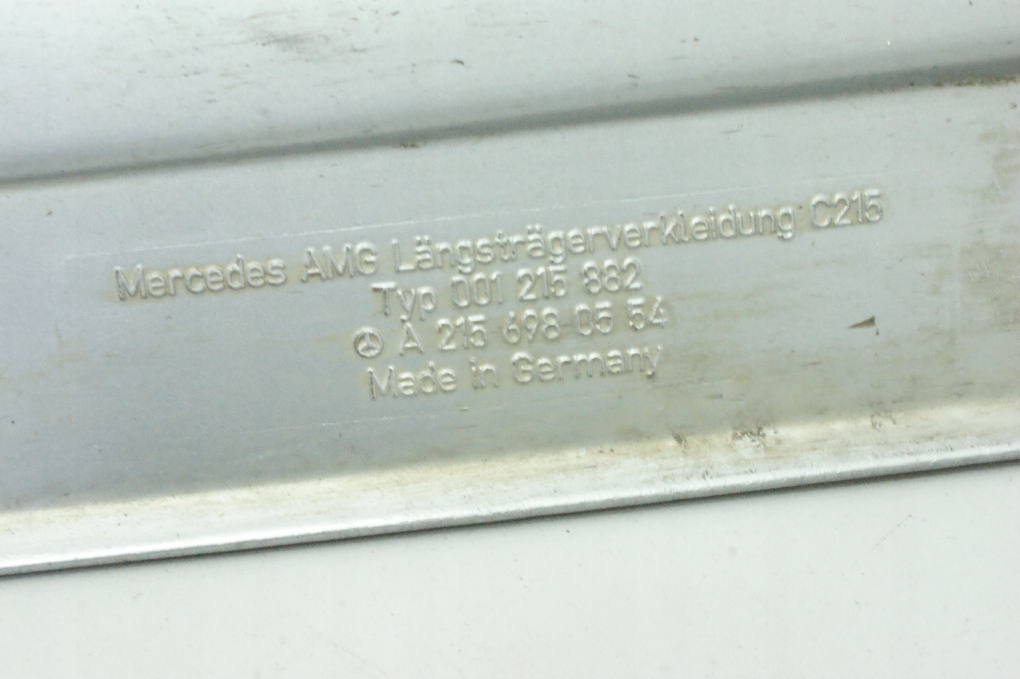 Mercedes AMG Längsträgerverkleidung C215
Typ 001 215 882
A 215 698 05 54
Made in Germany